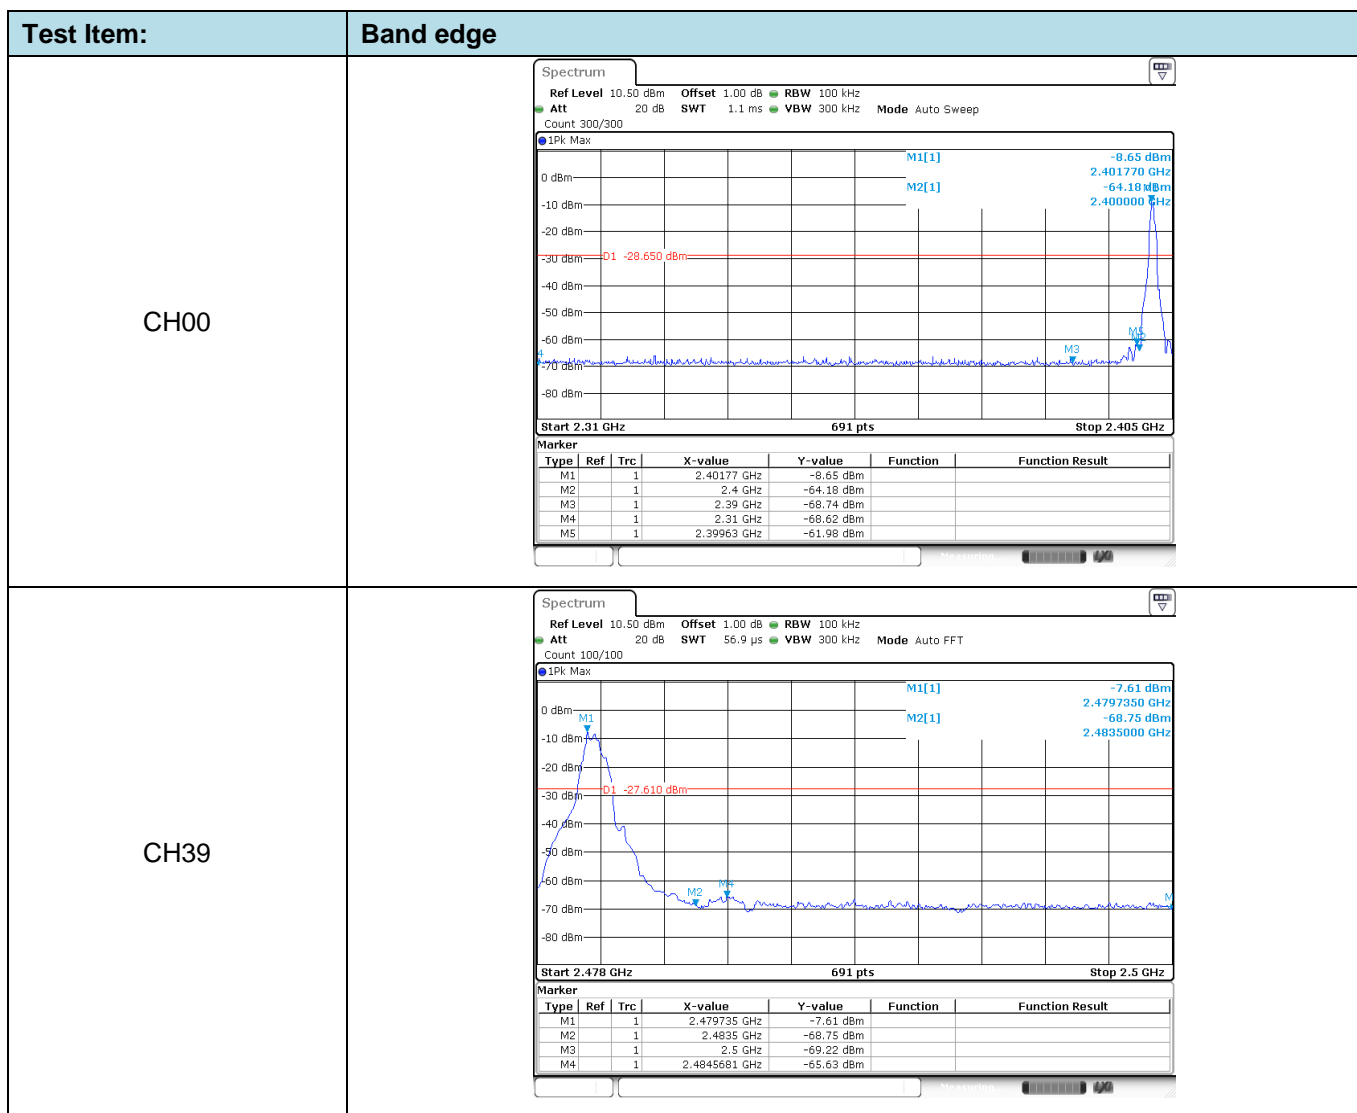 Test Item: Band edge
CH00
Spectrum
Ref Level 10.50 dBm Offset 1.00 dB RBW 100 kHz
Att 20 dB SWT 1.1 ms VBW 300 kHz Mode Auto Sweep
Count 300/300
1Pk Max
M1[1] -8.65 dBm
2.401770 GHz
M2[1] -64.18 dBm
2.400000 GHz
0 dBm
-10 dBm
-20 dBm
-30 dBm
D1 -28.650 dBm
-40 dBm
-50 dBm
-60 dBm
-70 dBm
-80 dBm
M3
M5
Start 2.31 GHz 691 pts Stop 2.405 GHz
Marker
Type Ref Trc X-value Y-value Function Function Result
M1 1 2.40177 GHz -8.65 dBm
M2 1 2.4 GHz -64.18 dBm
M3 1 2.39 GHz -68.74 dBm
M4 1 2.31 GHz -68.62 dBm
M5 1 2.39963 GHz -61.98 dBm
Measuring...
CH39
Spectrum
Ref Level 10.50 dBm Offset 1.00 dB RBW 100 kHz
Att 20 dB SWT 56.9 µs VBW 300 kHz Mode Auto FFT
Count 100/100
1Pk Max
M1[1] -7.61 dBm
2.4797350 GHz
M2[1] -68.75 dBm
2.4835000 GHz
0 dBm
M1
-10 dBm
-20 dBm
-30 dBm
D1 -27.610 dBm
-40 dBm
-50 dBm
-60 dBm
M2
M4
-70 dBm
-80 dBm
Start 2.478 GHz 691 pts Stop 2.5 GHz
Marker
Type Ref Trc X-value Y-value Function Function Result
M1 1 2.479735 GHz -7.61 dBm
M2 1 2.4835 GHz -68.75 dBm
M3 1 2.5 GHz -69.22 dBm
M4 1 2.4845681 GHz -65.63 dBm
Measuring...